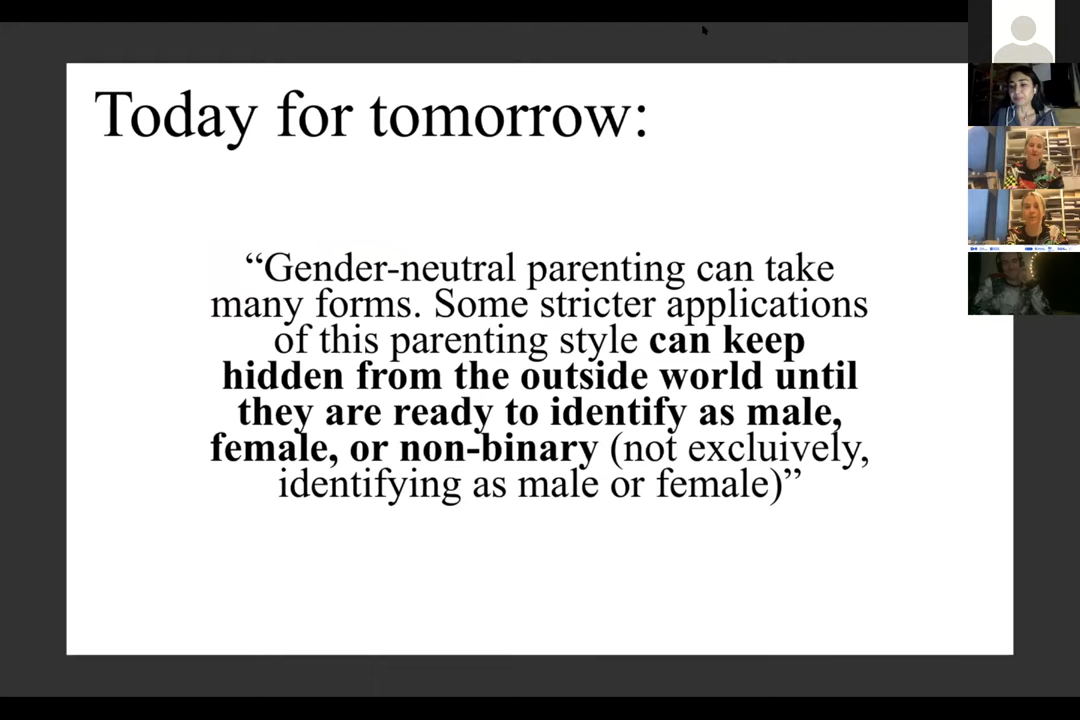 Today for tomorrow:
“Gender-neutral parenting can take
many forms. Some stricter applications
of this parenting style can keep
hidden from the outside world until
they are ready to identify as male,
female, or non-binary (not excluively,
identifying as male or female)”